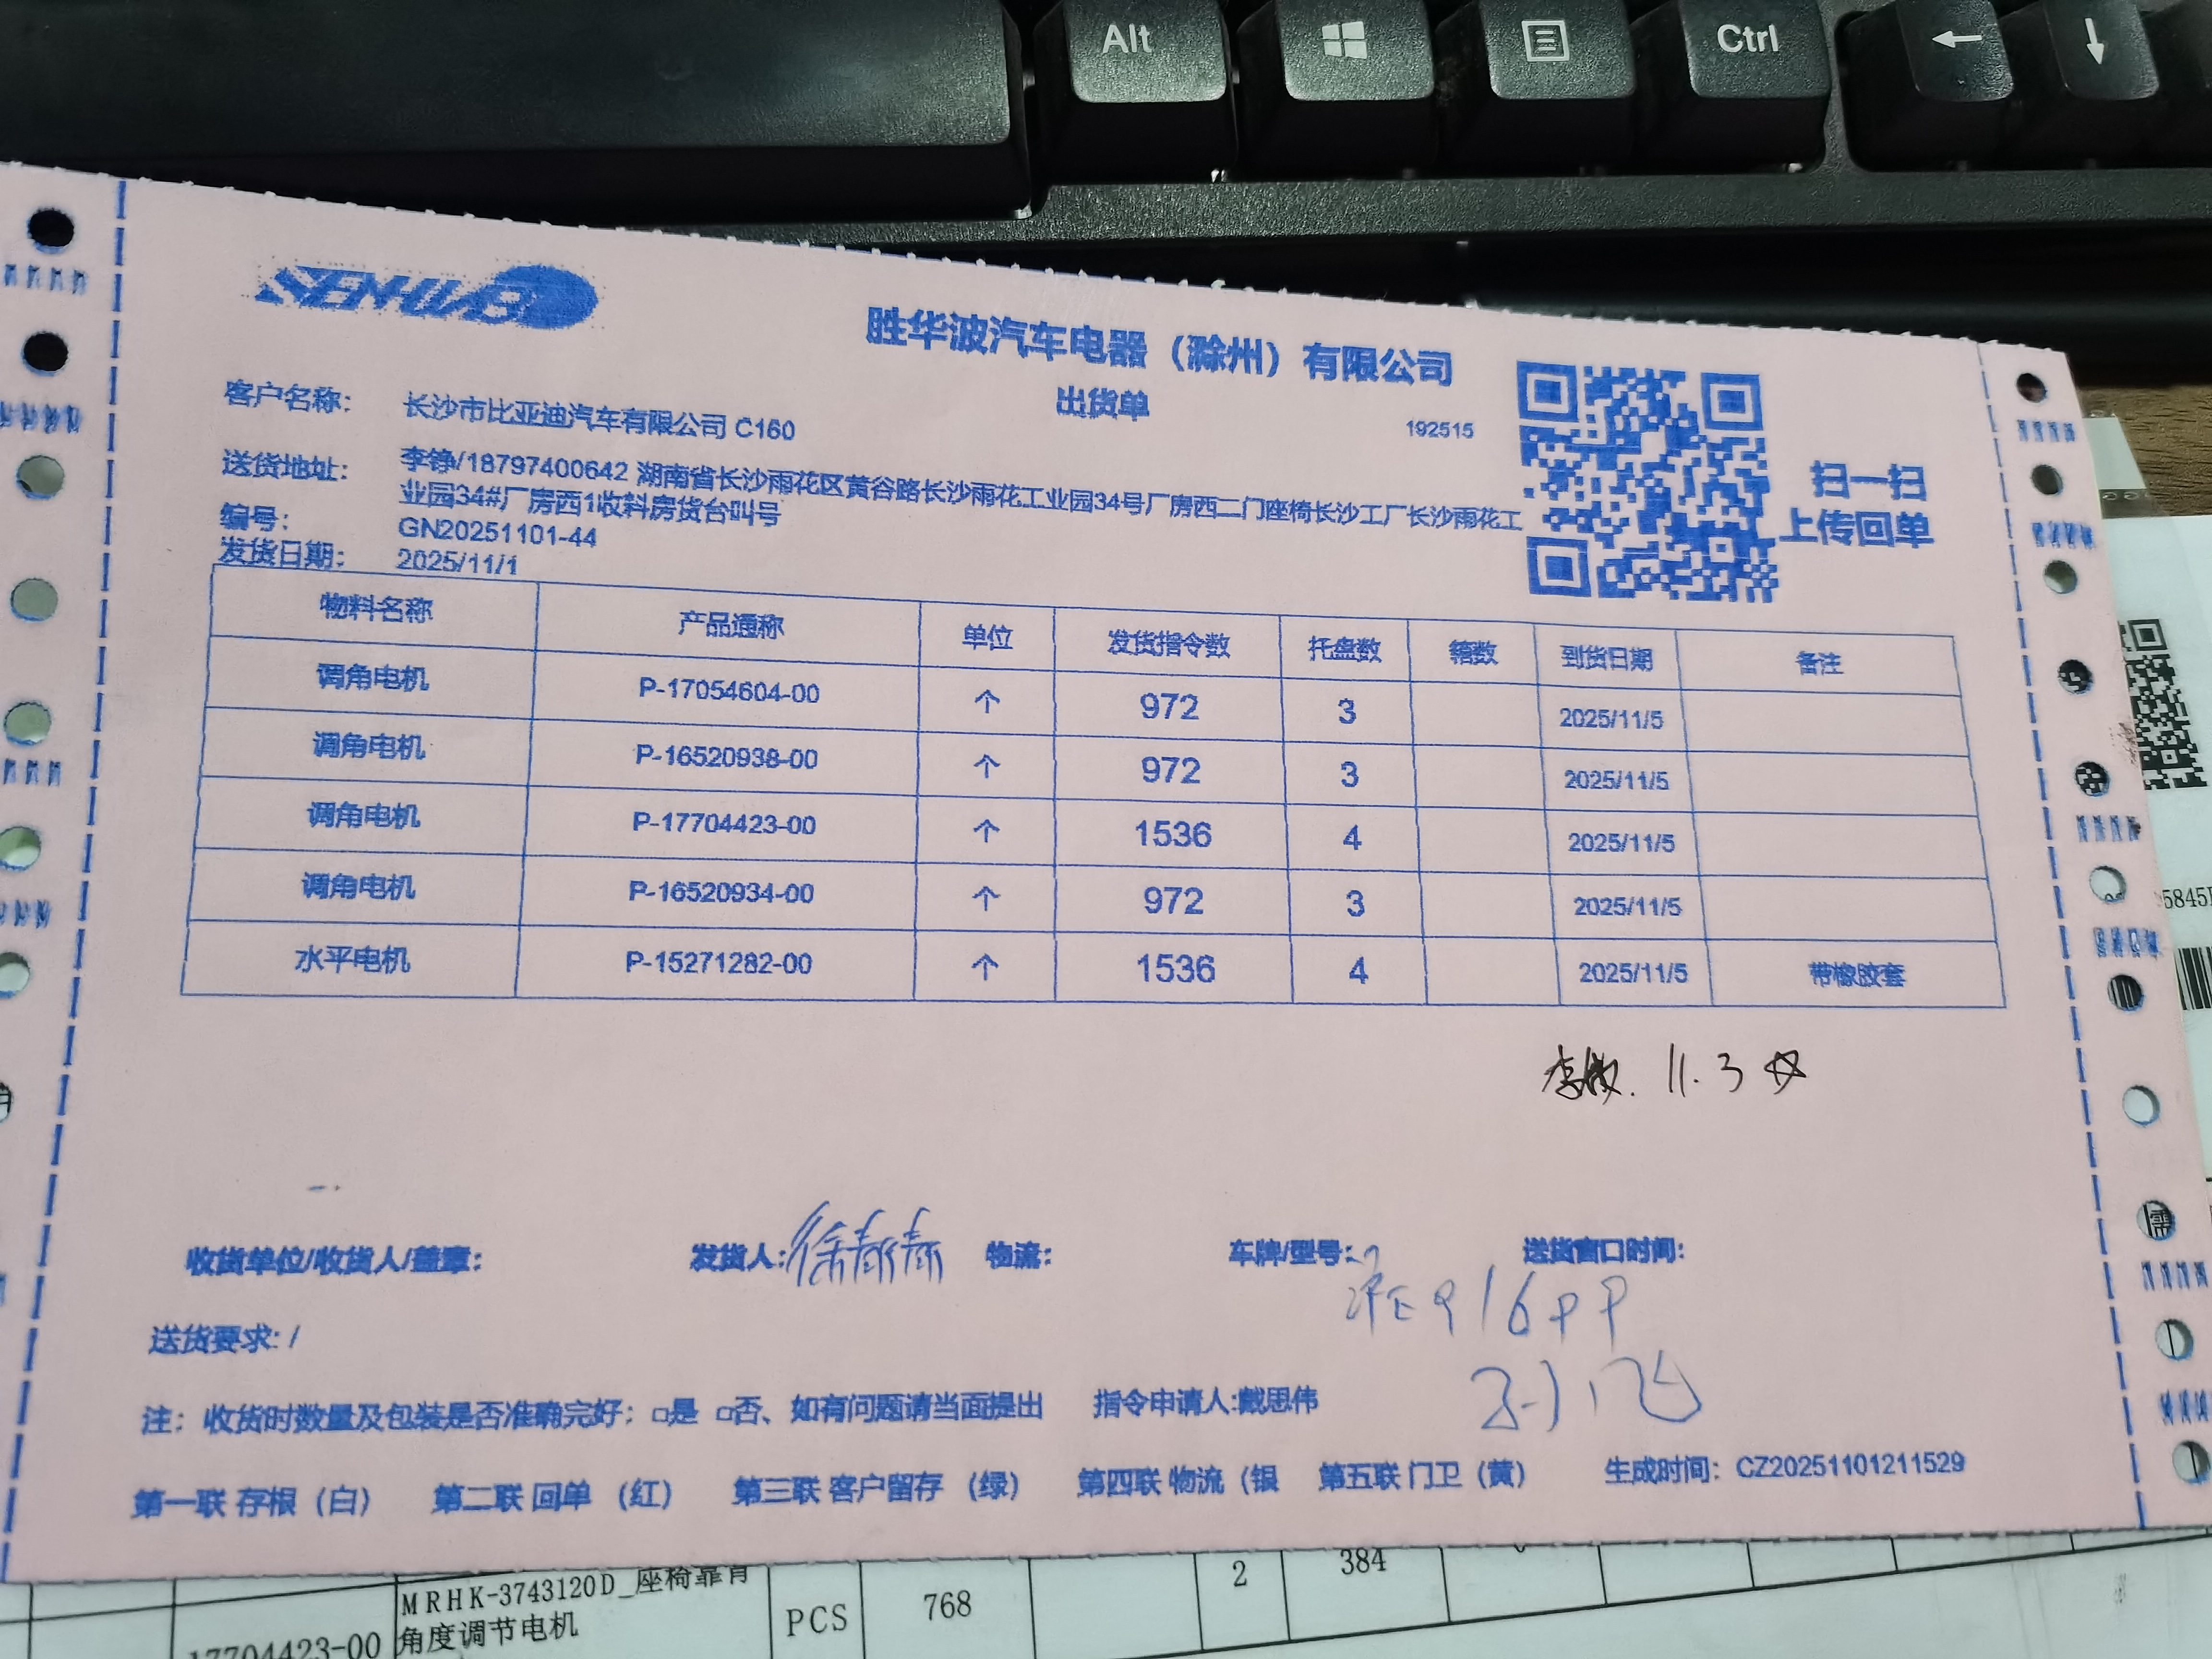 Alt
Ctrl
←
↓
胜华波汽车电器（滁州）有限公司
出货单
192515
扫一扫
上传回单
客户名称： 长沙市比亚迪汽车有限公司 C160
送货地址： 李铮/18797400642 湖南省长沙雨花区黄谷路长沙雨花工业园34号厂房西二门座椅长沙工厂长沙雨花工
业园34#厂房西1收料房货台叫号
编号： GN20251101-44
发货日期： 2025/11/1
物料名称 产品通称 单位 发货指令数 托盘数 箱数 到货日期 备注
调角电机 P-17054604-00 个 972 3 2025/11/5
调角电机 P-16520938-00 个 972 3 2025/11/5
调角电机 P-17704423-00 个 1536 4 2025/11/5
调角电机 P-16520934-00 个 972 3 2025/11/5
水平电机 P-15271282-00 个 1536 4 2025/11/5 带橡胶套
11.3
收货单位/收货人/盖章： 发货人: 物流： 车牌/型号: 送货窗口时间：
送货要求: /
注： 收货时数量及包装是否准确完好；□是 □否、如有问题请当面提出 指令申请人:戴思伟
第一联 存根（白） 第二联 回单 （红） 第三联 客户留存 （绿） 第四联 物流（银 第五联 门卫（黄） 生成时间： CZ20251101211529
MRHK-3743120D_座椅靠背
角度调节电机
17704423-00 PCS 768 2 384
5845